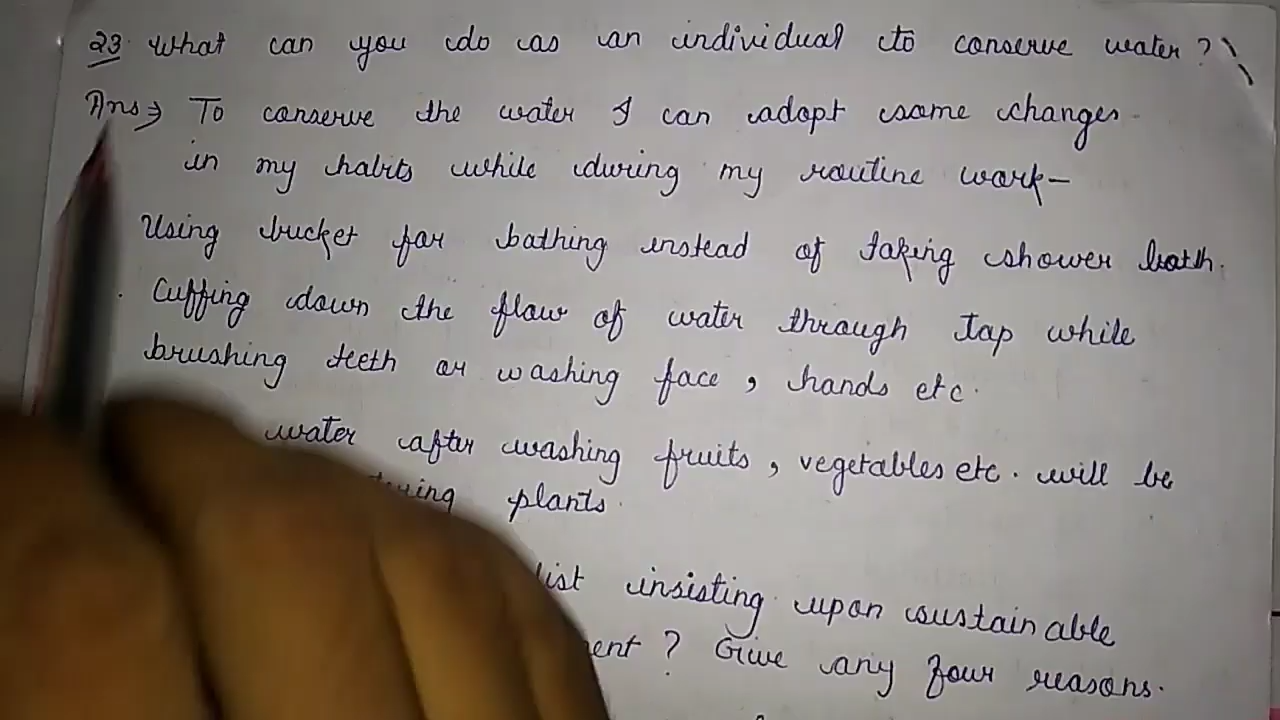 23. What can you do as an individual to conserve water?
Ans⇒ To conserve the water I can adopt some changes
in my habits while during my routine work-
Using bucket for bathing instead of taking shower bath.
. Cuffing down the flow of water through Tap while
brushing teeth or washing face, hands etc.
water after washing fruits, vegetables etc. will be
plants.
list insisting upon sustainable
ent? Give any four reasons.